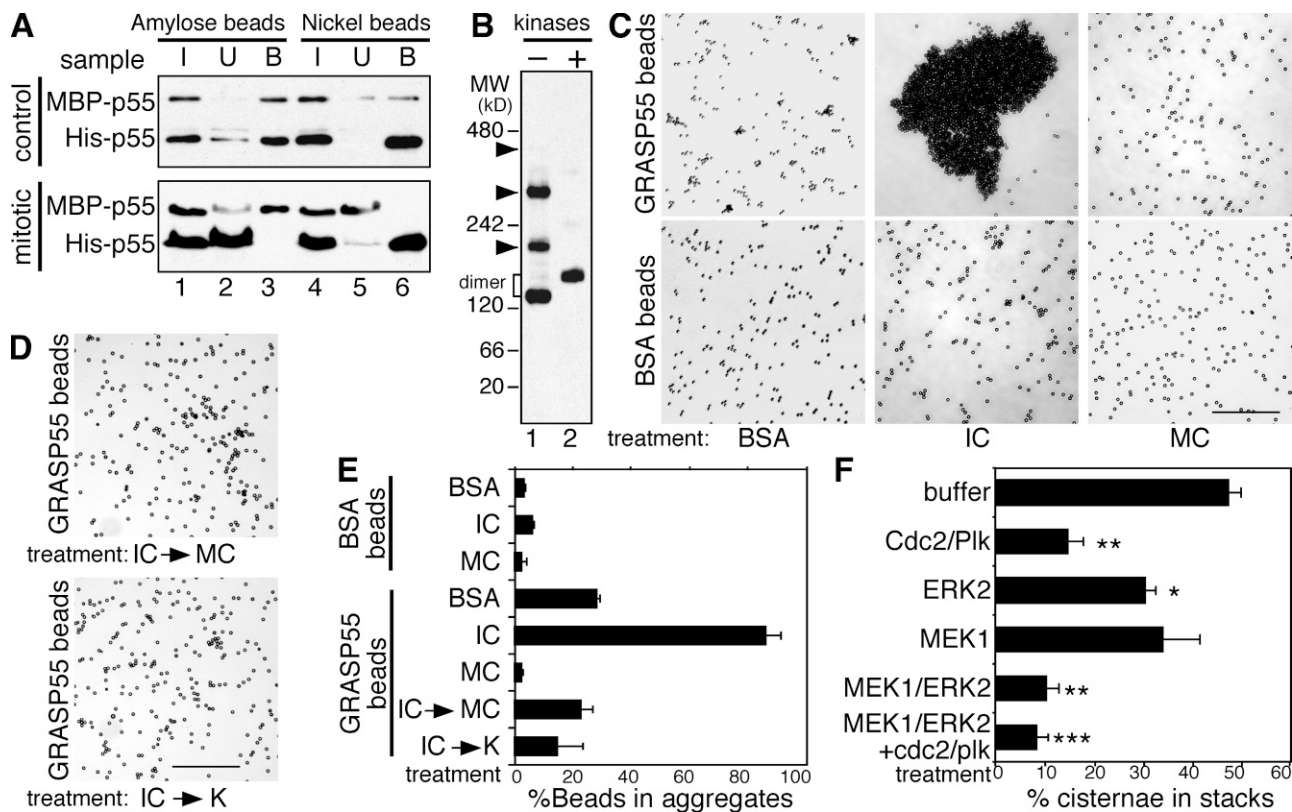 A
Amylose beads Nickel beads
sample I U B I U B
control
MBP-p55
His-p55
mitotic
MBP-p55
His-p55
1 2 3 4 5 6
B
kinases
− +
MW
(kD)
480
242
dimer
120
66
20
1 2
C
GRASP55 beads
BSA beads
treatment: BSA IC MC
D
GRASP55 beads
treatment: IC MC
GRASP55 beads
treatment: IC K
E
BSA beads
BSA
IC
MC
GRASP55 beads
BSA
IC
MC
IC MC
IC K
treatment
0 20 40 60 80 100
%Beads in aggregates
F
buffer
Cdc2/Plk **
ERK2 *
MEK1
MEK1/ERK2 **
MEK1/ERK2
+cdc2/plk ***
treatment
0 10 20 30 40 50 60
% cisternae in stacks